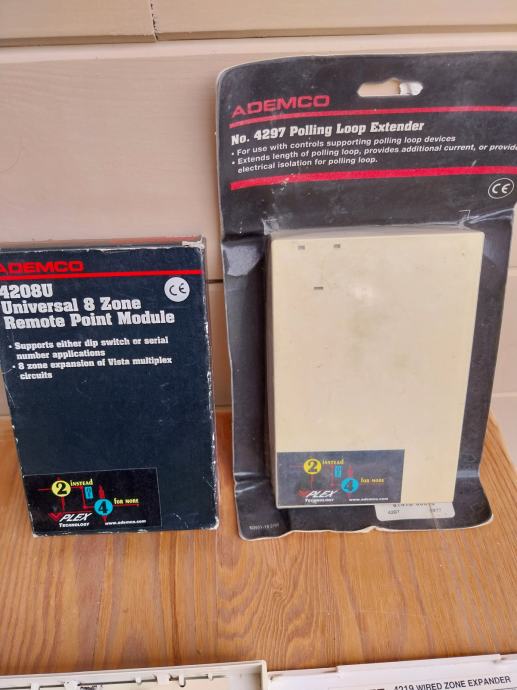 ADEMCO
No. 4297 Polling Loop Extender
• For use with controls supporting polling loop devices
• Extends length of polling loop, provides additional current, or provide
electrical isolation for polling loop.
CE
ADEMCO
4208U
Universal 8 Zone
Remote Point Module
CE
• Supports either dip switch or serial
number applications
• 8 zone expansion of Vista multiplex
circuits
2 INSTEAD
OF 4 FOR MORE
V PLEX
TECHNOLOGY
www.ademco.com
2 INSTEAD
OF 4 FOR MORE
V PLEX
TECHNOLOGY
www.ademco.com
4297
4219 WIRED ZONE EXPANDER